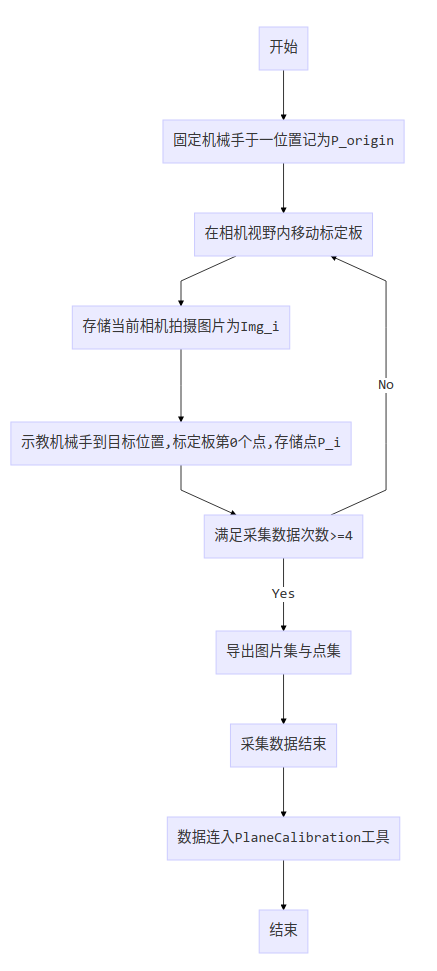 开始
固定机械手于一位置记为P_origin
在相机视野内移动标定板
存储当前相机拍摄图片为Img_i
No
示教机械手到目标位置,标定板第0个点,存储点P_i
满足采集数据次数>=4
Yes
导出图片集与点集
采集数据结束
数据连入PlaneCalibration工具
结束